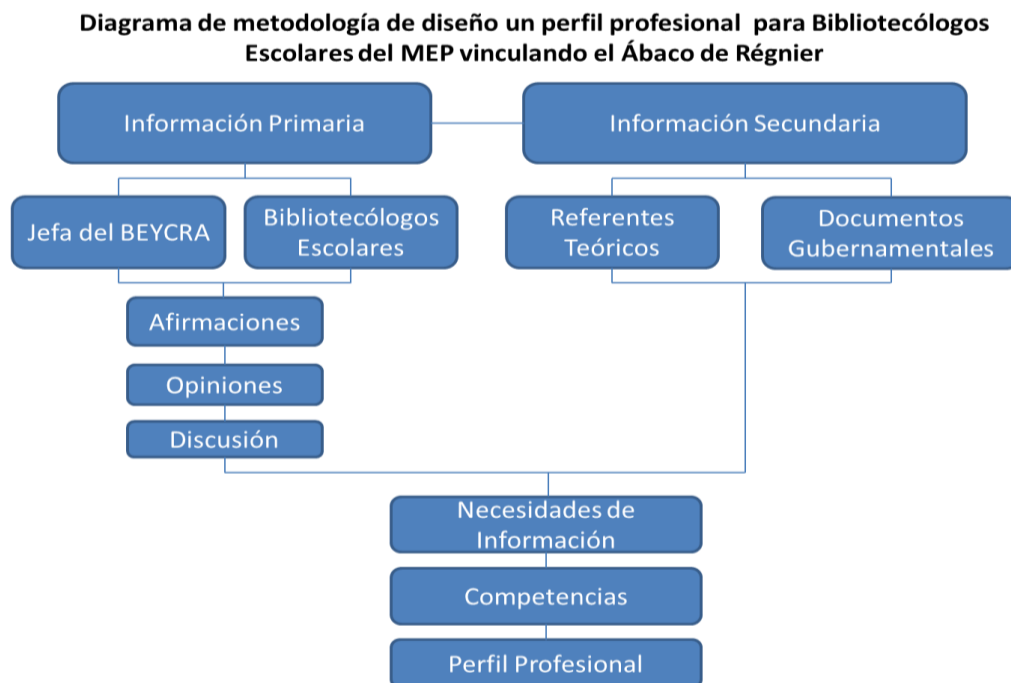 Diagrama de metodología de diseño un perfil profesional para Bibliotecólogos
Escolares del MEP vinculando el Ábaco de Régnier
Información Primaria
Información Secundaria
Jefa del BEYCRA
Bibliotecólogos
Escolares
Referentes
Teóricos
Documentos
Gubernamentales
Afirmaciones
Opiniones
Discusión
Necesidades de
Información
Competencias
Perfil Profesional